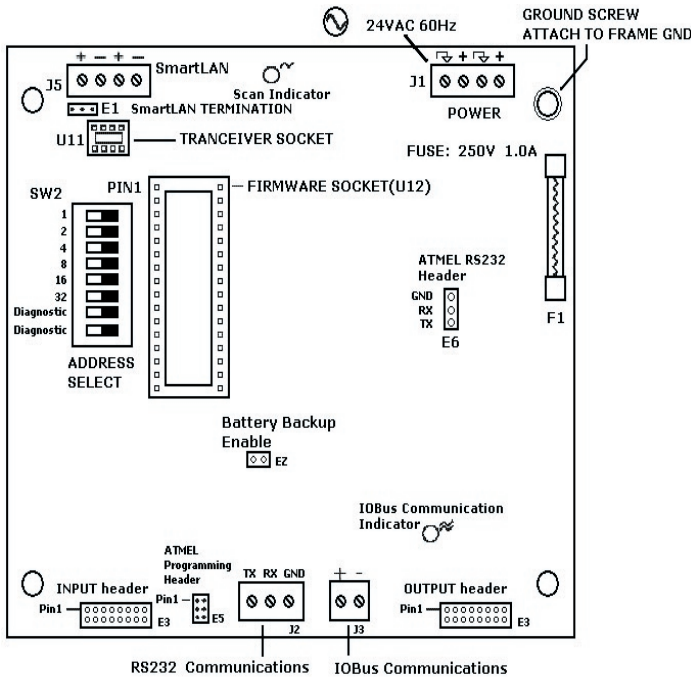 GROUND SCREW
ATTACH TO FRAME GND
24VAC 60Hz
+ - + -
J5
SmartLAN
Scan Indicator
J1
+ +
POWER
E1 SmartLAN TERMINATION
U11
TRANCEIVER SOCKET
FUSE: 250V 1.0A
SW2
PIN1
FIRMWARE SOCKET(U12)
1
2
4
8
16
32
Diagnostic
Diagnostic
ADDRESS
SELECT
ATMEL RS232
Header
GND
RX
TX
E6
F1
Battery Backup
Enable
E2
IOBus Communication
Indicator
ATMEL
Programming
Header
Pin1
E5
INPUT header
Pin1
E3
TX RX GND
J2
+ -
J3
OUTPUT header
Pin1
E3
RS232 Communications
IOBus Communications